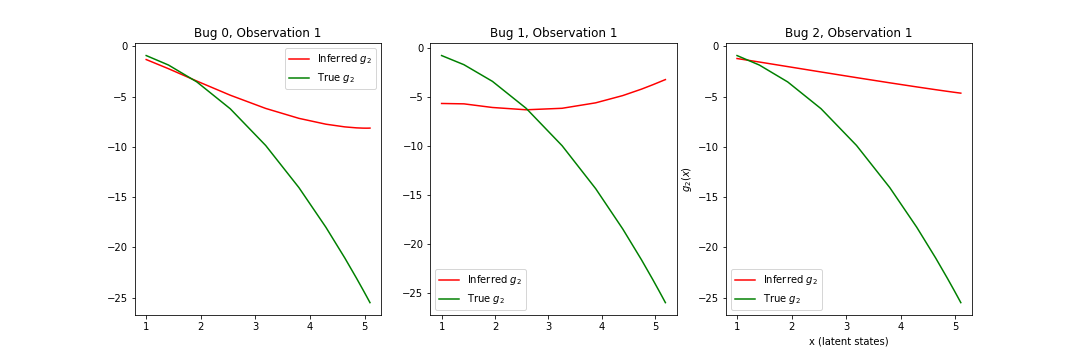 Bug 0, Observation 1
Inferred g₂
True g₂
0
−5
−10
−15
−20
−25
1 2 3 4 5
Bug 1, Observation 1
Inferred g₂
True g₂
0
−5
−10
−15
−20
−25
1 2 3 4 5
Bug 2, Observation 1
Inferred g₂
True g₂
g₂(x)
0
−5
−10
−15
−20
−25
1 2 3 4 5
x (latent states)